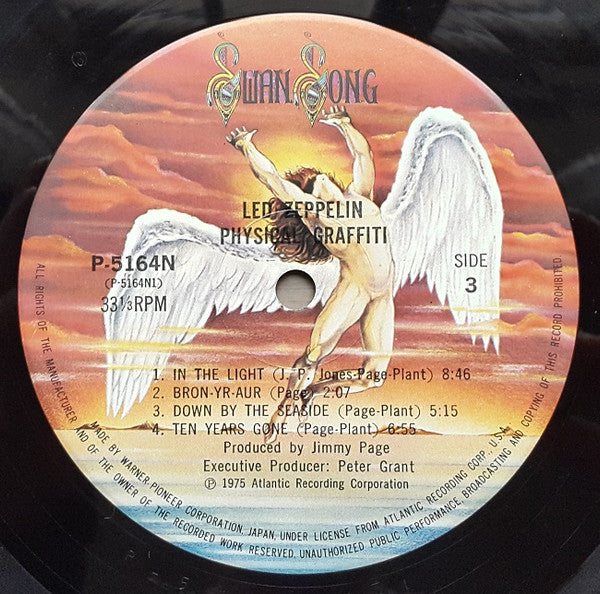 SWAN SONG
LED ZEPPELIN
PHYSICAL GRAFFITI
P-5164N
(P-5164N1)
33⅓RPM
SIDE
3
1. IN THE LIGHT (J. P. Jones-Page-Plant) 8:46
2. BRON-YR-AUR (Page) 2:07
3. DOWN BY THE SEASIDE (Page-Plant) 5:15
4. TEN YEARS GONE (Page-Plant) 6:55
Produced by Jimmy Page
Executive Producer: Peter Grant
Ⓟ 1975 Atlantic Recording Corporation
MADE BY WARNER-PIONEER CORPORATION, JAPAN, UNDER LICENSE FROM ATLANTIC RECORDING CORP., U.S.A.
ALL RIGHTS OF THE MANUFACTURER AND OF THE OWNER OF THE RECORDED WORK RESERVED. UNAUTHORIZED PUBLIC PERFORMANCE, BROADCASTING AND COPYING OF THIS RECORD PROHIBITED.